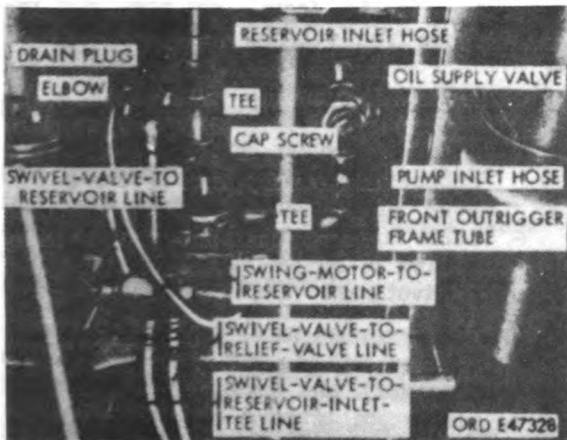 RESERVOIR INLET HOSE
DRAIN PLUG
OIL SUPPLY VALVE
ELBOW
TEE
CAP SCREW
SWIVEL-VALVE-TO
RESERVOIR LINE
PUMP INLET HOSE
TEE
FRONT OUTRIGGER
FRAME TUBE
SWING-MOTOR-TO-
RESERVOIR LINE
SWIVEL-VALVE-TO-
RELIEF-VALVE LINE
SWIVEL-VALVE-TO-
RESERVOIR-INLET-
TEE LINE
ORD E47328